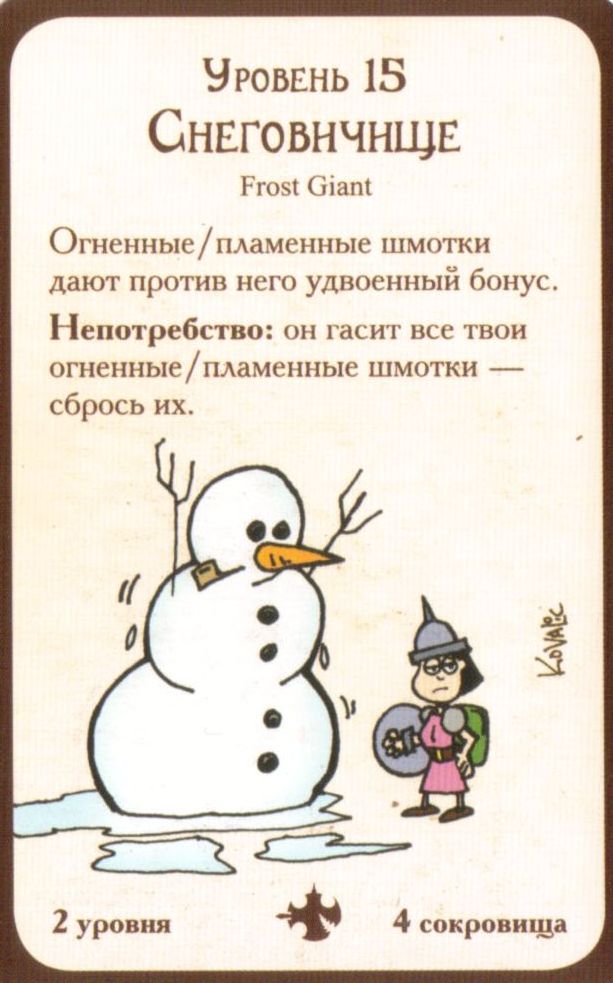 Уровень 15
Снеговичище
Frost Giant
Огненные/пламенные шмотки
дают против него удвоенный бонус.
Непотребство: он гасит все твои
огненные/пламенные шмотки —
сбрось их.
Kovalic
2 уровня
4 сокровища